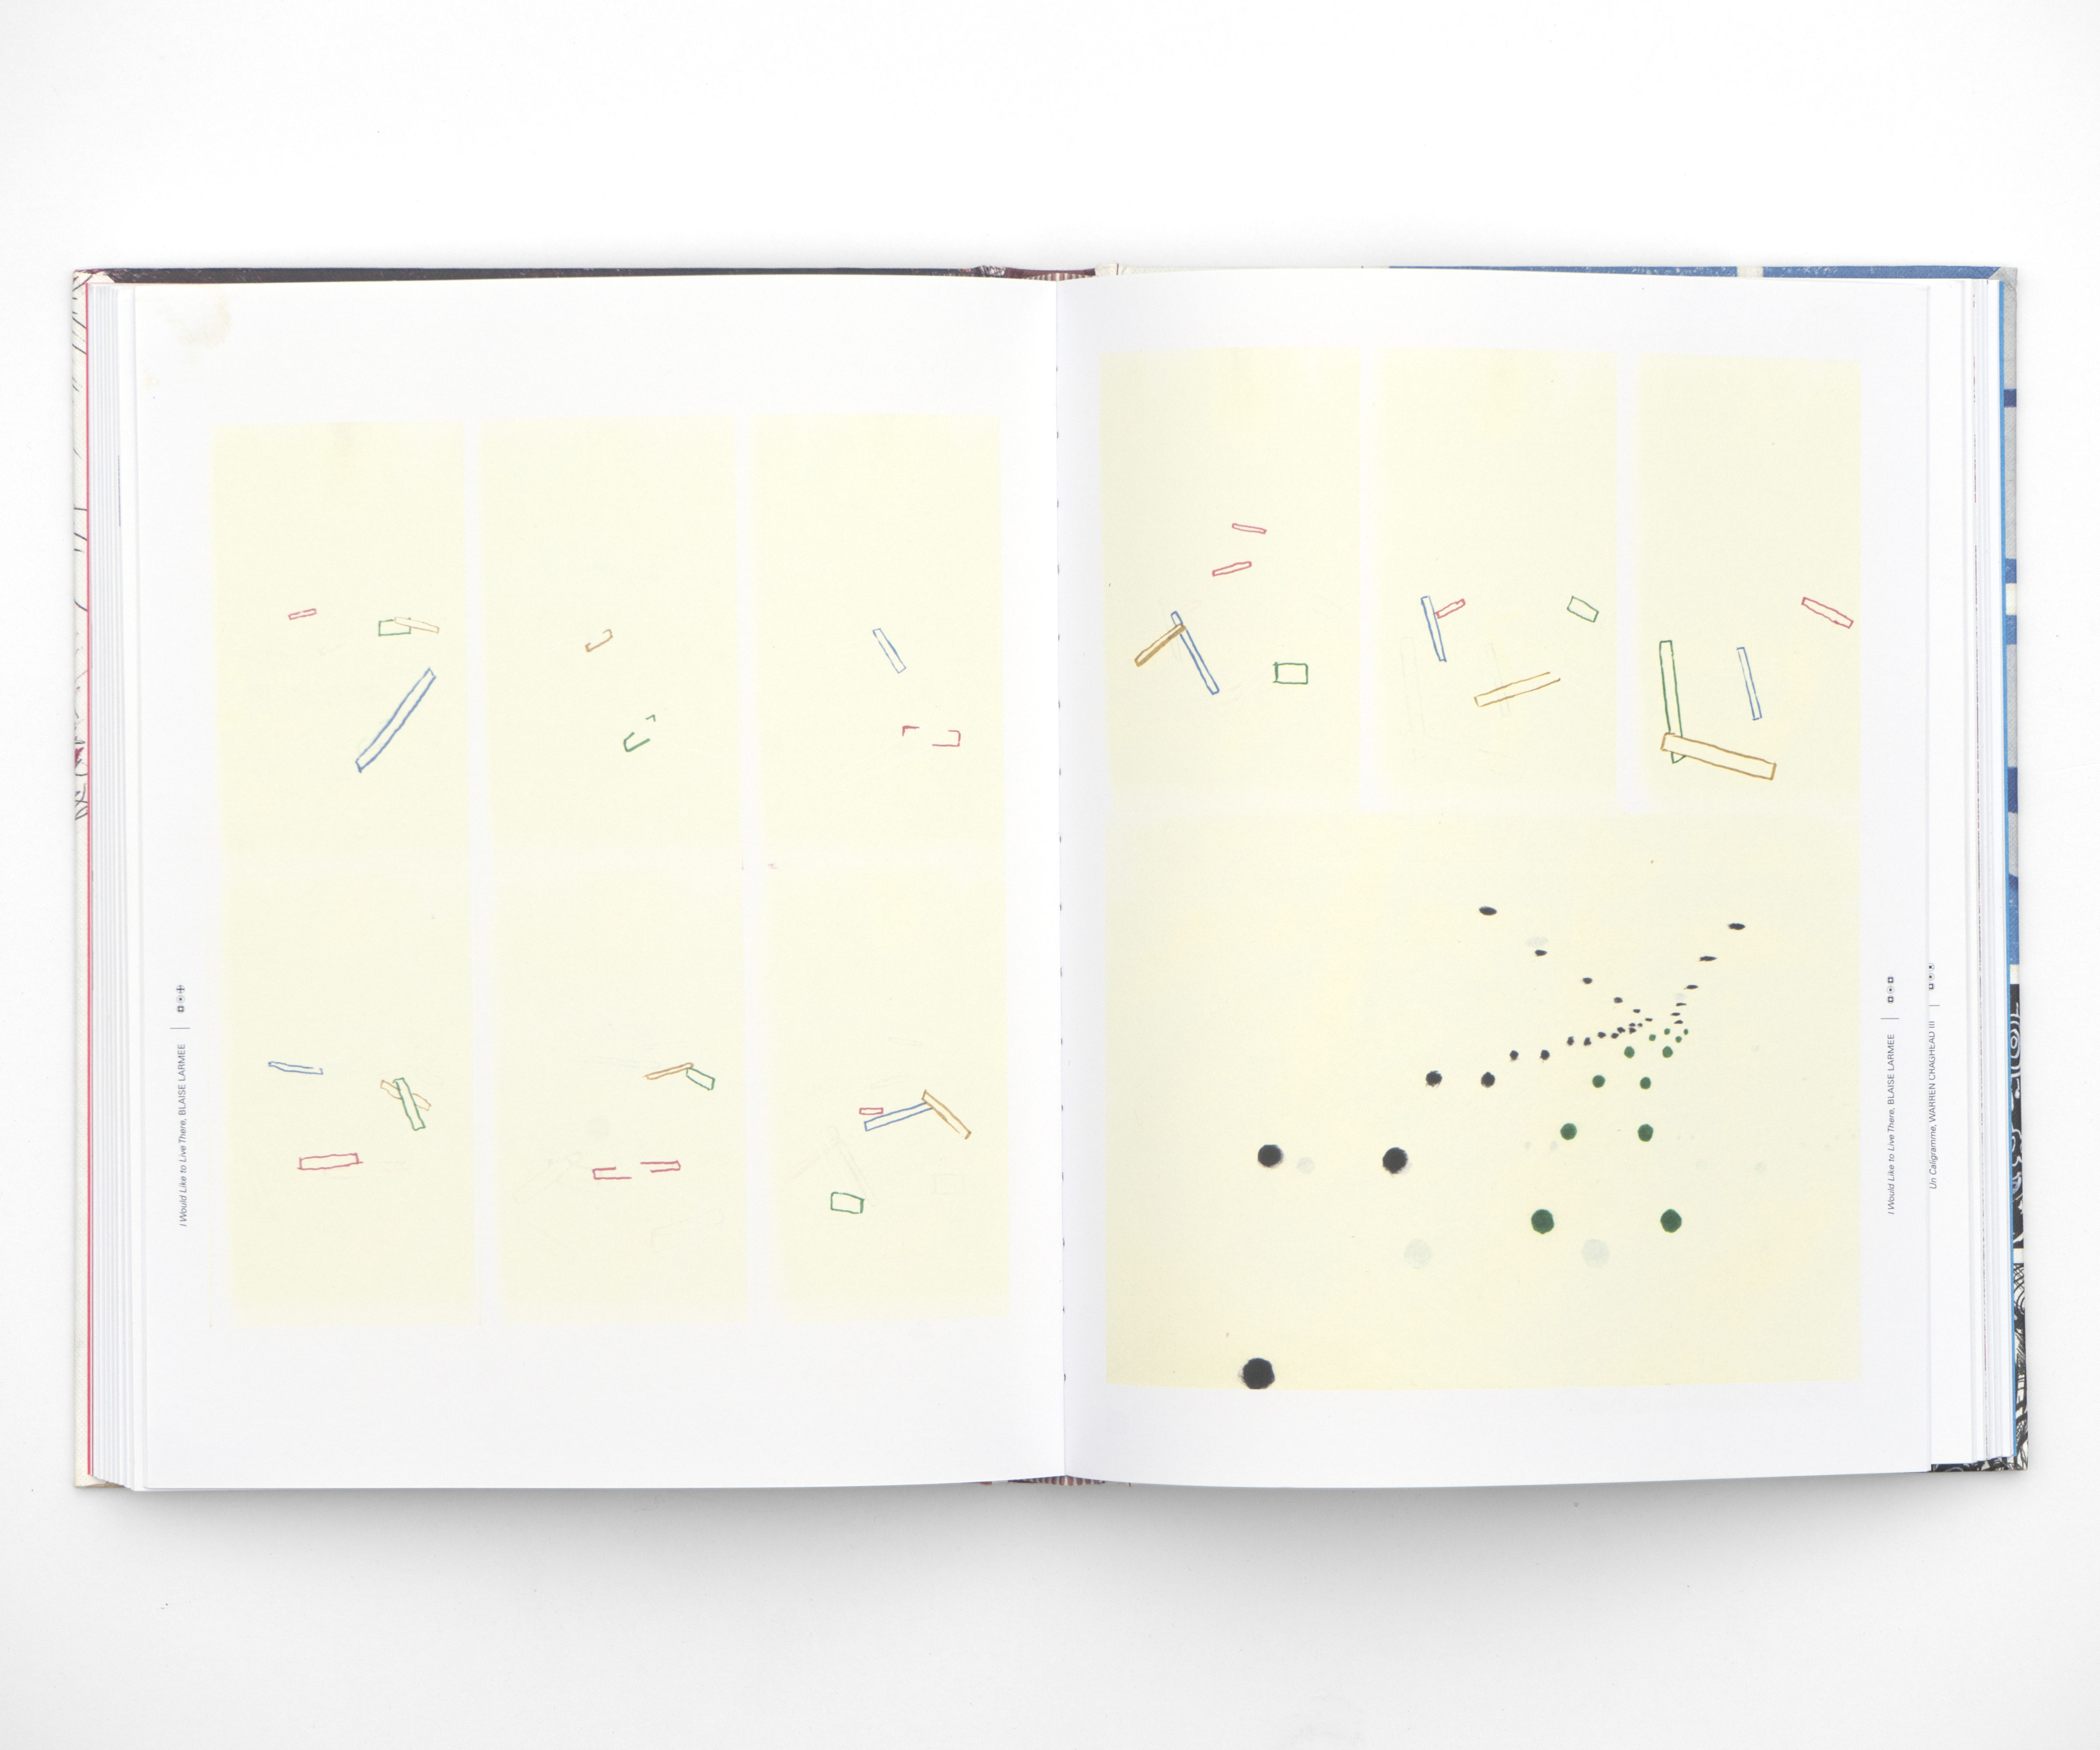 I Would Like to Live There, BLAISE LARMEE
I Would Like to Live There, BLAISE LARMEE
Un Caligramme, WARREN CRAGHEAD III